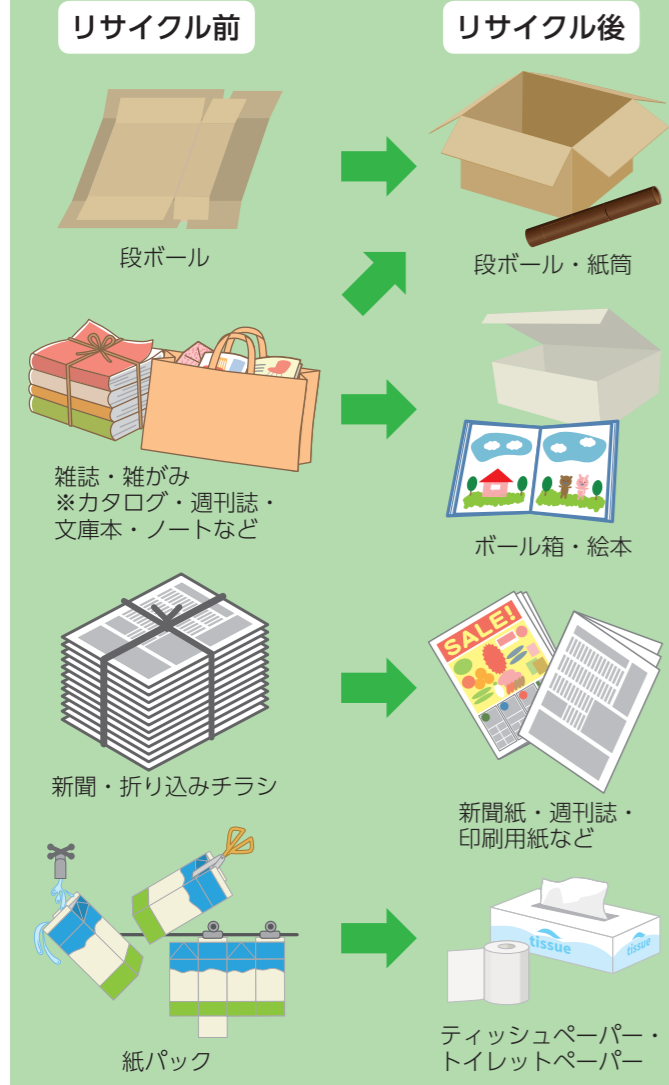 リサイクル前
リサイクル後
段ボール
段ボール・紙筒
雑誌・雑がみ
※カタログ・週刊誌・
文庫本・ノートなど
ボール箱・絵本
SALE!
新聞・折り込みチラシ
新聞紙・週刊誌・
印刷用紙など
tissue
tissue
紙パック
ティッシュペーパー・
トイレットペーパー